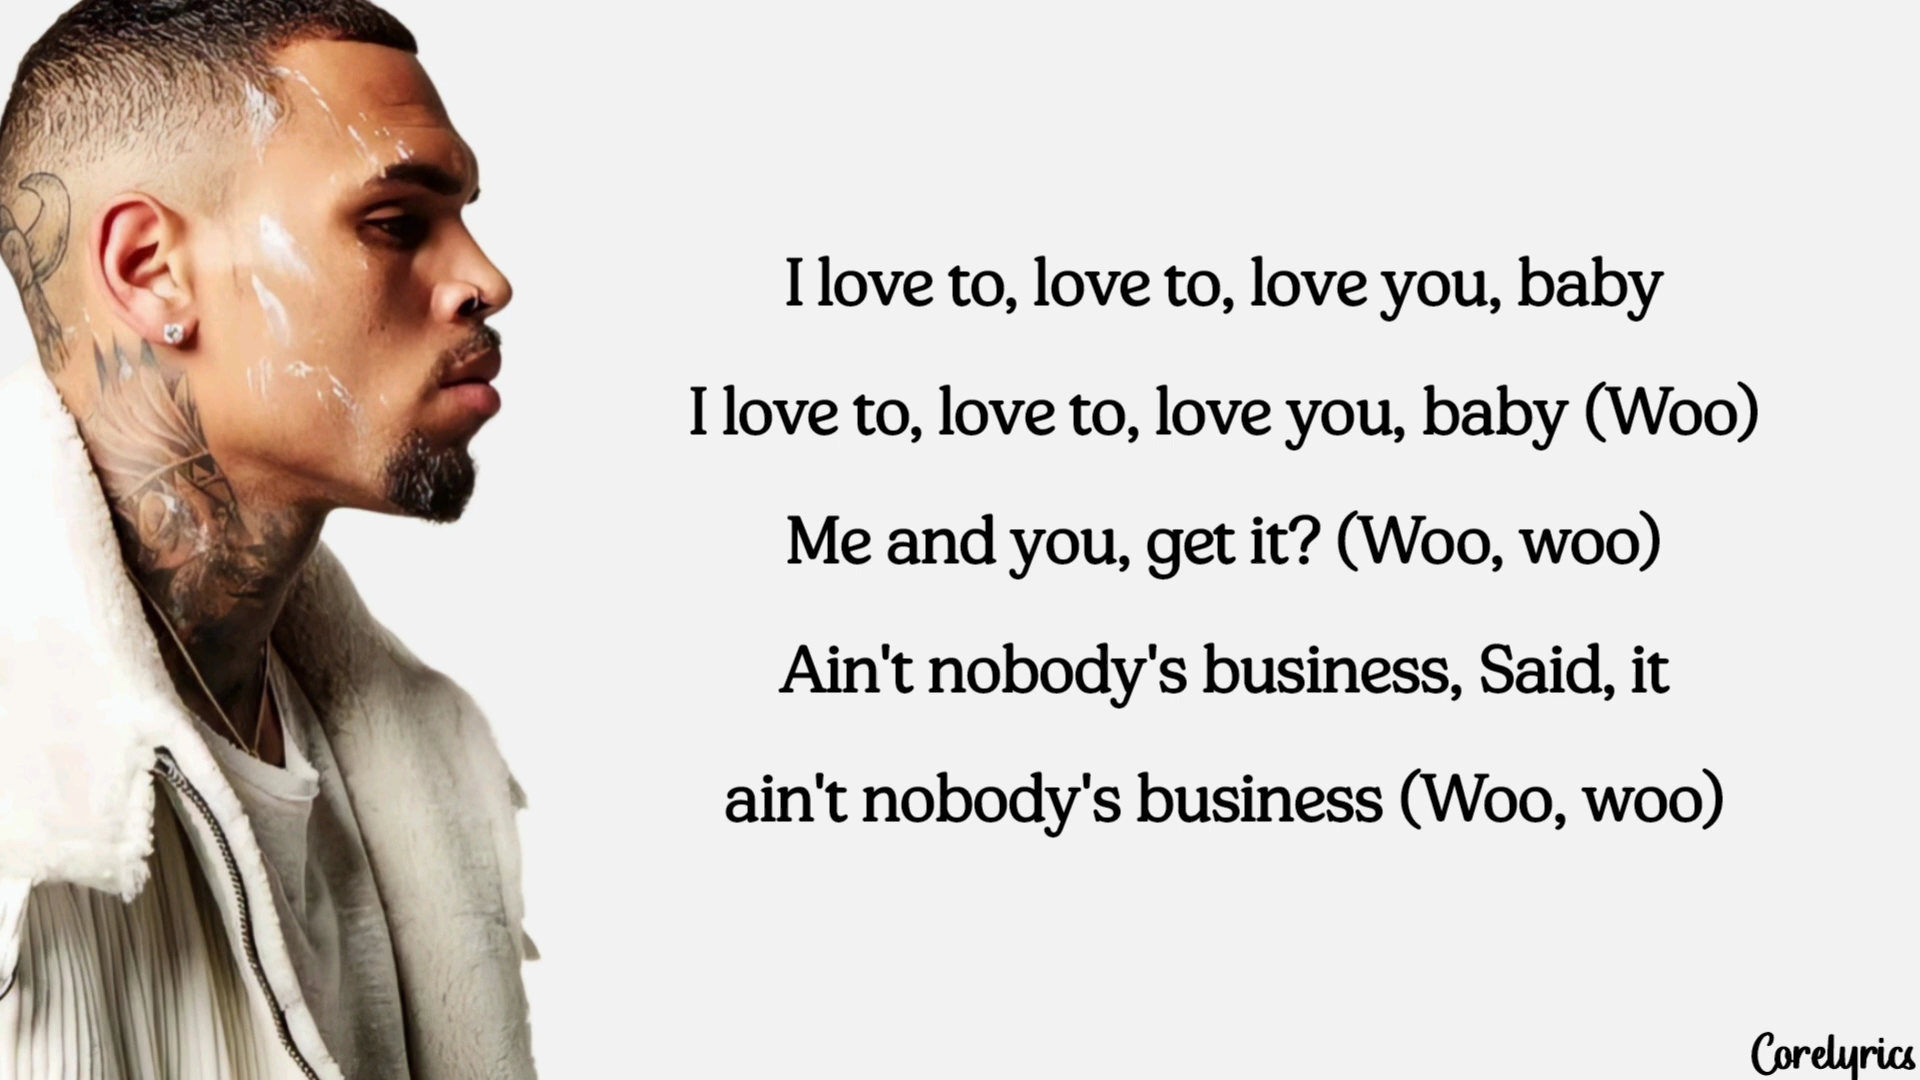 I love to, love to, love you, baby
I love to, love to, love you, baby (Woo)
Me and you, get it? (Woo, woo)
Ain't nobody's business, Said, it
ain't nobody's business (Woo, woo)
Corelyrics